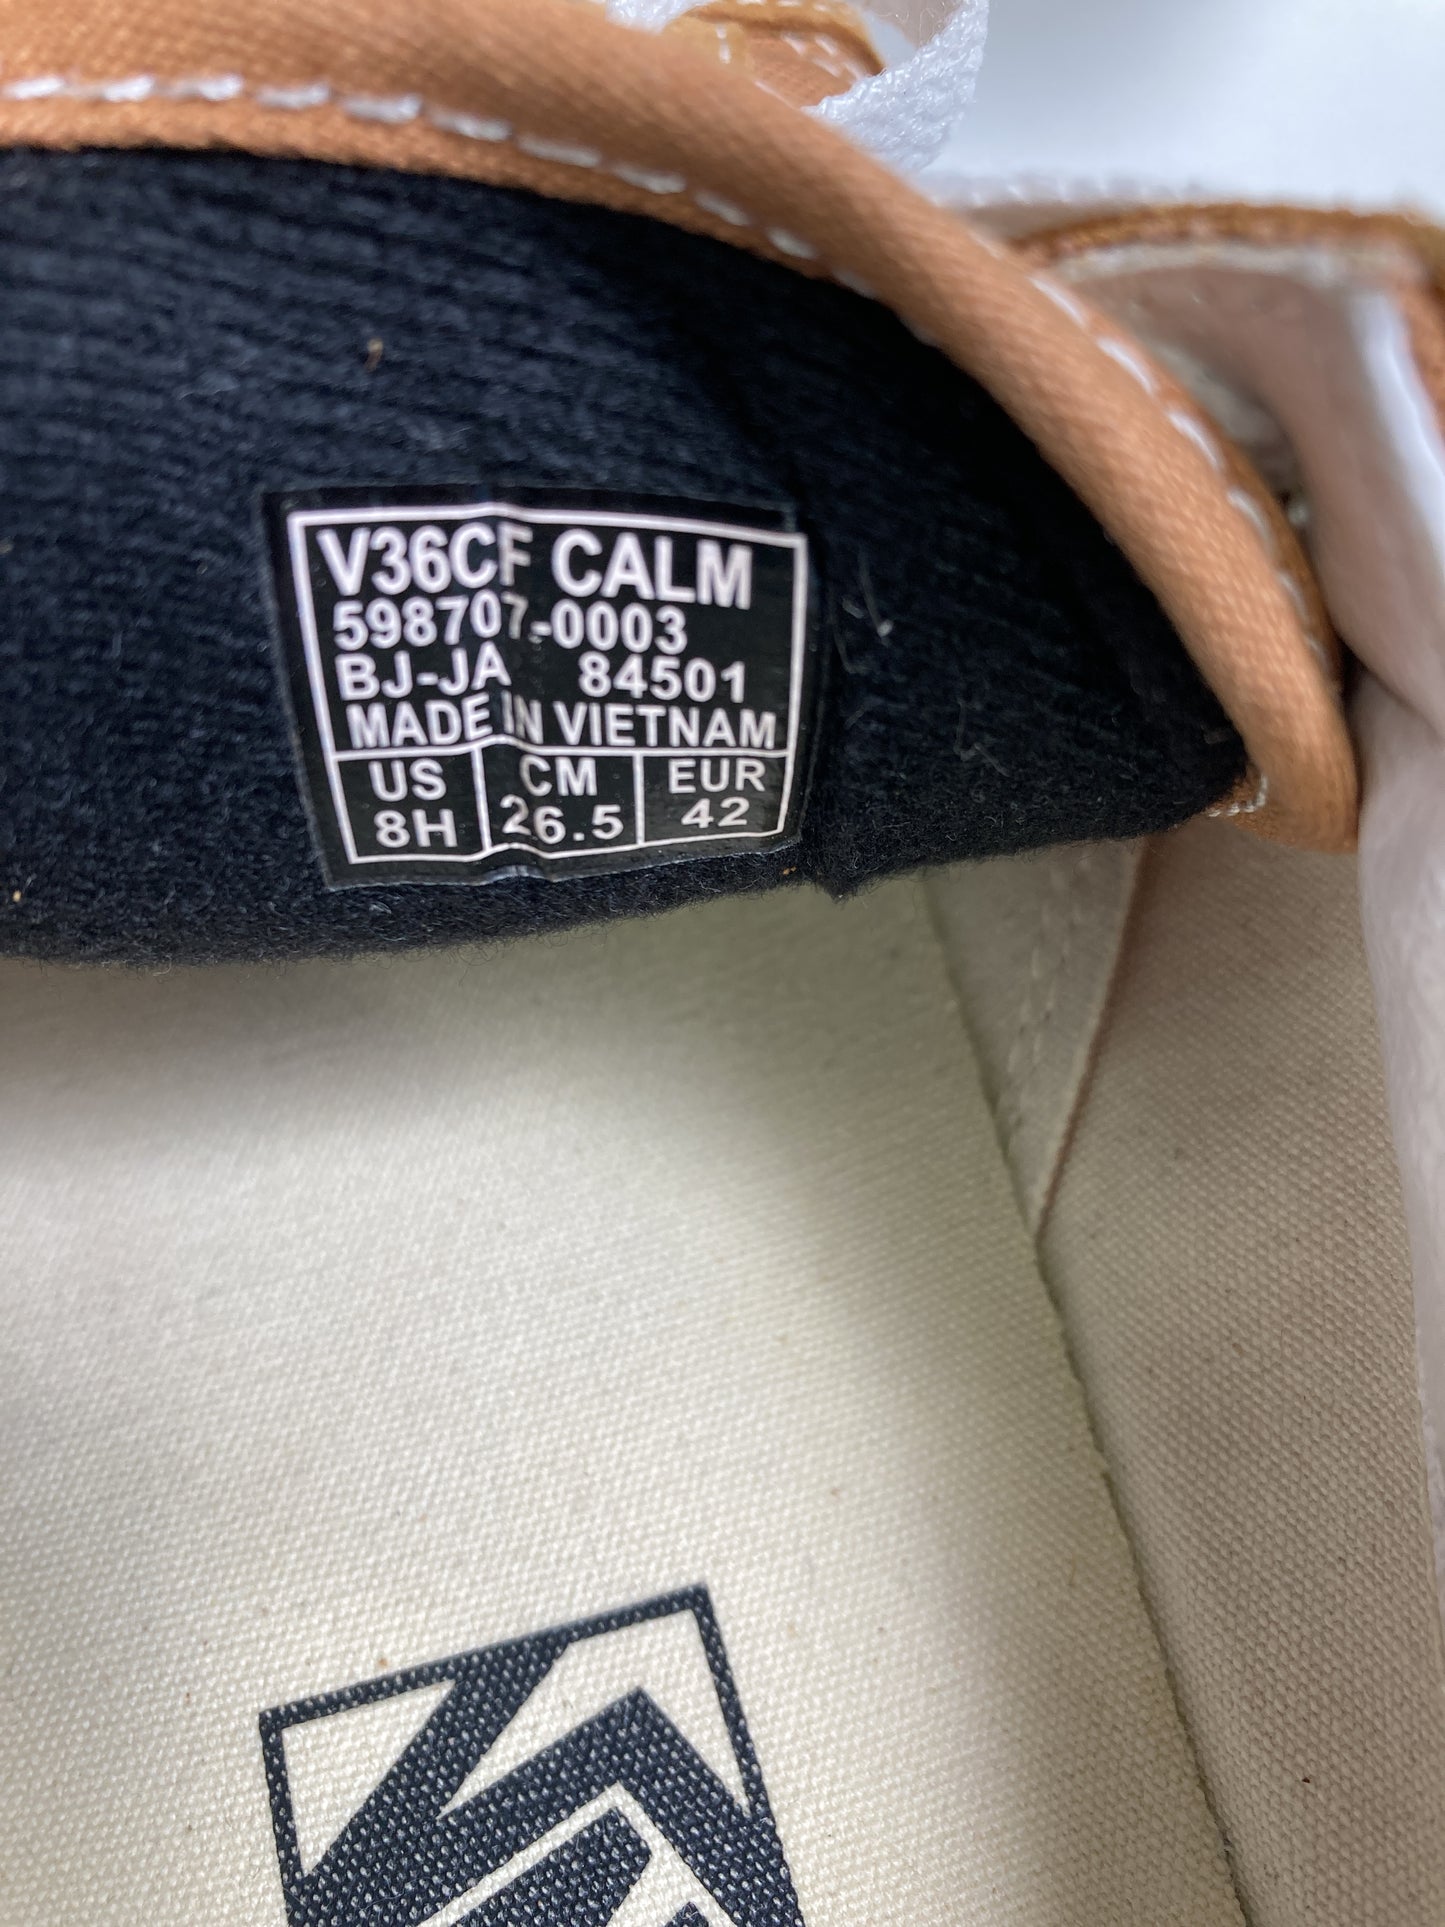 V36CF CALM
598707-0003
BJ-JA 84501
MADE IN VIETNAM
US CM EUR
8H 26.5 42